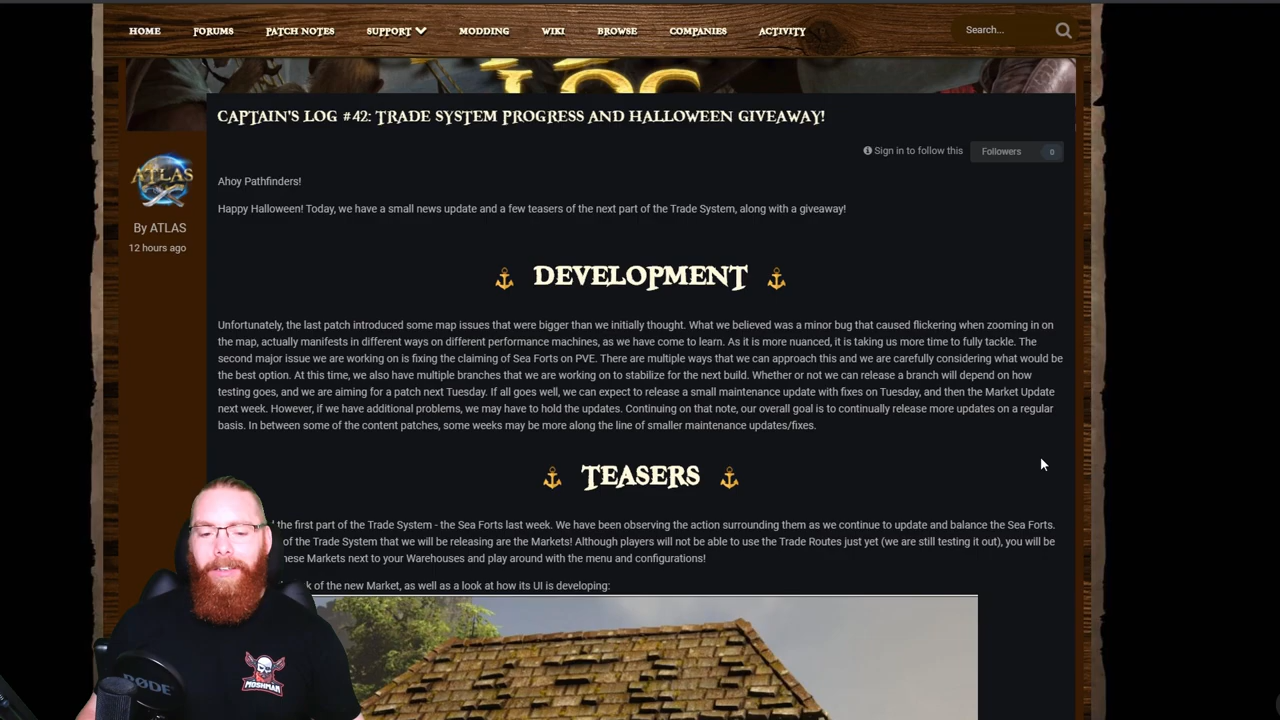 HOME FORUMS PATCH NOTES SUPPORT MODDING WIKI BROWSE COMPANIES ACTIVITY Search...
LOG
CAPTAIN'S LOG #42: TRADE SYSTEM PROGRESS AND HALLOWEEN GIVEAWAY!
Sign in to follow this Followers 0
ATLAS
By ATLAS
12 hours ago
Ahoy Pathfinders!
Happy Halloween! Today, we have a small news update and a few teasers of the next part of the Trade System, along with a giveaway!
DEVELOPMENT
Unfortunately, the last patch introduced some map issues that were bigger than we initially thought. What we believed was a minor bug that caused flickering when zooming in on
the map, actually manifests in different ways on different performance machines, as we have come to learn. As it is more nuanced, it is taking us more time to fully tackle. The
second major issue we are working on is fixing the claiming of Sea Forts on PVE. There are multiple ways that we can approach this and we are carefully considering what would be
the best option. At this time, we also have multiple branches that we are working on to stabilize for the next build. Whether or not we can release a branch will depend on how
testing goes, and we are aiming for a patch next Tuesday. If all goes well, we can expect to release a small maintenance update with fixes on Tuesday, and then the Market Update
next week. However, if we have additional problems, we may have to hold the updates. Continuing on that note, our overall goal is to continually release more updates on a regular
basis. In between some of the content patches, some weeks may be more along the line of smaller maintenance updates/fixes.
TEASERS
the first part of the Trade System - the Sea Forts last week. We have been observing the action surrounding them as we continue to update and balance the Sea Forts.
of the Trade System that we will be releasing are the Markets! Although players will not be able to use the Trade Routes just yet (we are still testing it out), you will be
these Markets next to your Warehouses and play around with the menu and configurations!
of the new Market, as well as a look at how its UI is developing:
MOSHMAN
RØDE